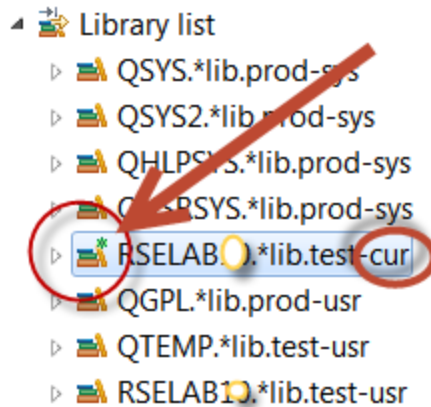 Library list
QSYS.*lib.prod-sys
QSYS2.*lib.prod-sys
QHLPSYS.*lib.prod-sys
.*lib.prod-sys
.*lib.test-cur
QGPL.*lib.prod-usr
QTEMP.*lib.test-usr
.*lib.test-usr